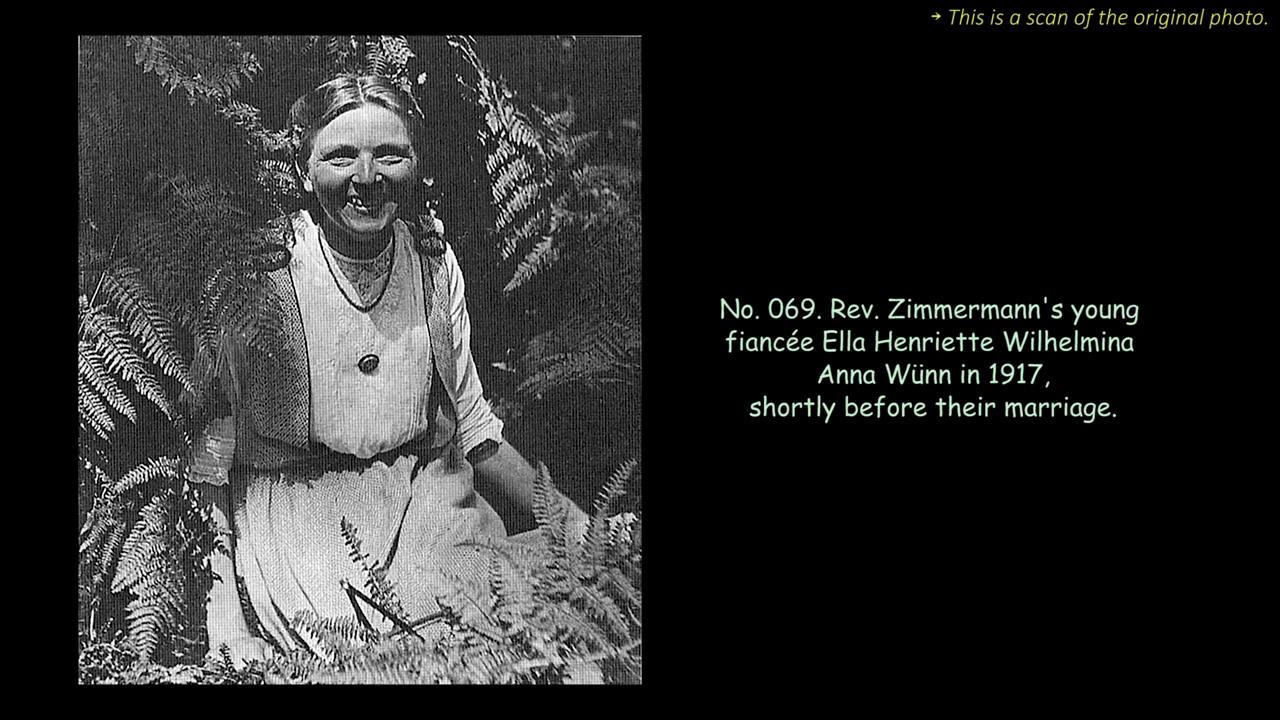 → This is a scan of the original photo.
No. 069. Rev. Zimmermann's young
fiancée Ella Henriette Wilhelmina
Anna Wünn in 1917,
shortly before their marriage.